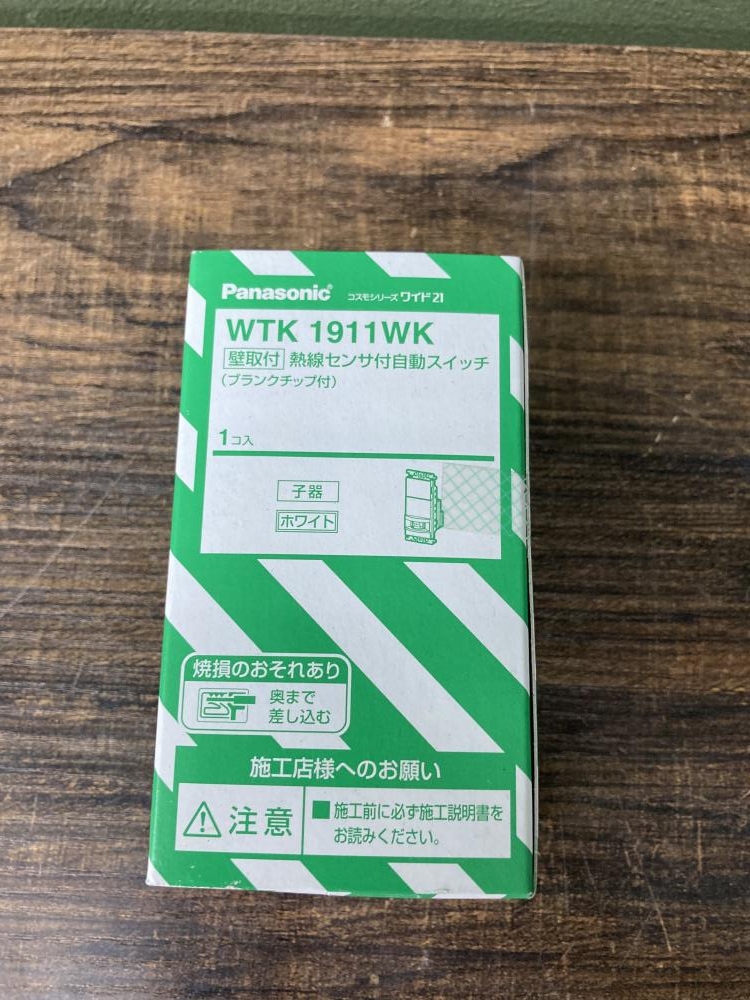 Panasonic® コスモシリーズ ワイド21
WTK 1911WK
壁取付 熱線センサ付自動スイッチ
(ブランクチップ付)
1コ入
子器
ホワイト
焼損のおそれあり
奥まで
差し込む
施工店様へのお願い
注意
■施工前に必ず施工説明書を
お読みください。